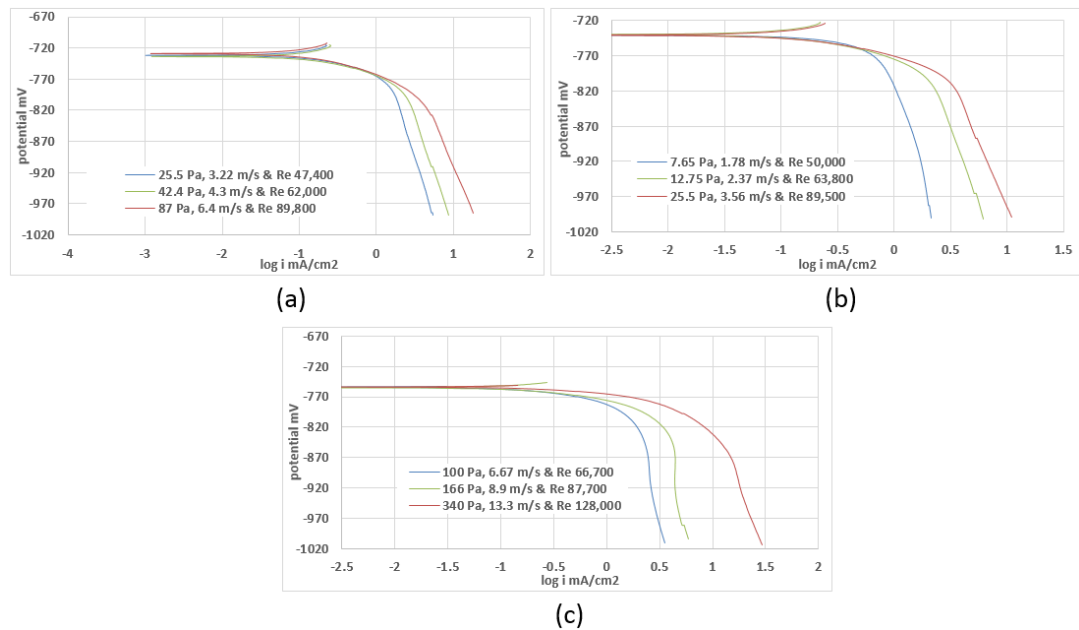 -670
-720
-770
-820
-870
-920
-970
-1020
potential mV
25.5 Pa, 3.22 m/s & Re 47,400
42.4 Pa, 4.3 m/s & Re 62,000
87 Pa, 6.4 m/s & Re 89,800
-4 -3 -2 -1 0 1 2
log i mA/cm2
(a)
-720
-770
-820
-870
-920
-970
-1020
potential mV
7.65 Pa, 1.78 m/s & Re 50,000
12.75 Pa, 2.37 m/s & Re 63,800
25.5 Pa, 3.56 m/s & Re 89,500
-2.5 -2 -1.5 -1 -0.5 0 0.5 1 1.5
log i mA/cm2
(b)
-670
-720
-770
-820
-870
-920
-970
-1020
potential mV
100 Pa, 6.67 m/s & Re 66,700
166 Pa, 8.9 m/s & Re 87,700
340 Pa, 13.3 m/s & Re 128,000
-2.5 -2 -1.5 -1 -0.5 0 0.5 1 1.5 2
log i mA/cm2
(c)